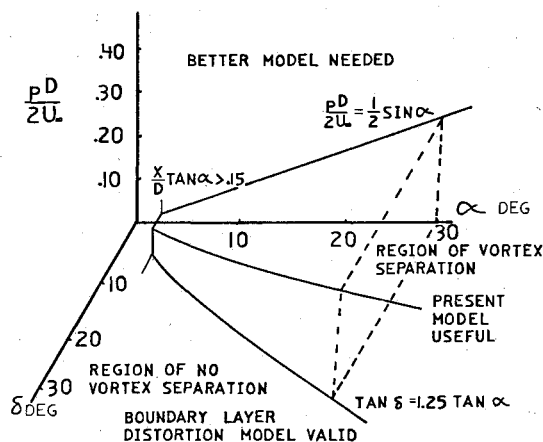 .40
BETTER MODEL NEEDED
pD
2U∞
.30
pD/2U∞ = 1/2 SIN α
.20
X/D TAN α > .15
.10
α DEG
10
20
30
REGION OF VORTEX
SEPARATION
10
PRESENT
MODEL
USEFUL
20
REGION OF NO
VORTEX SEPARATION
30
δ DEG
TAN δ = 1.25 TAN α
BOUNDARY LAYER
DISTORTION MODEL VALID